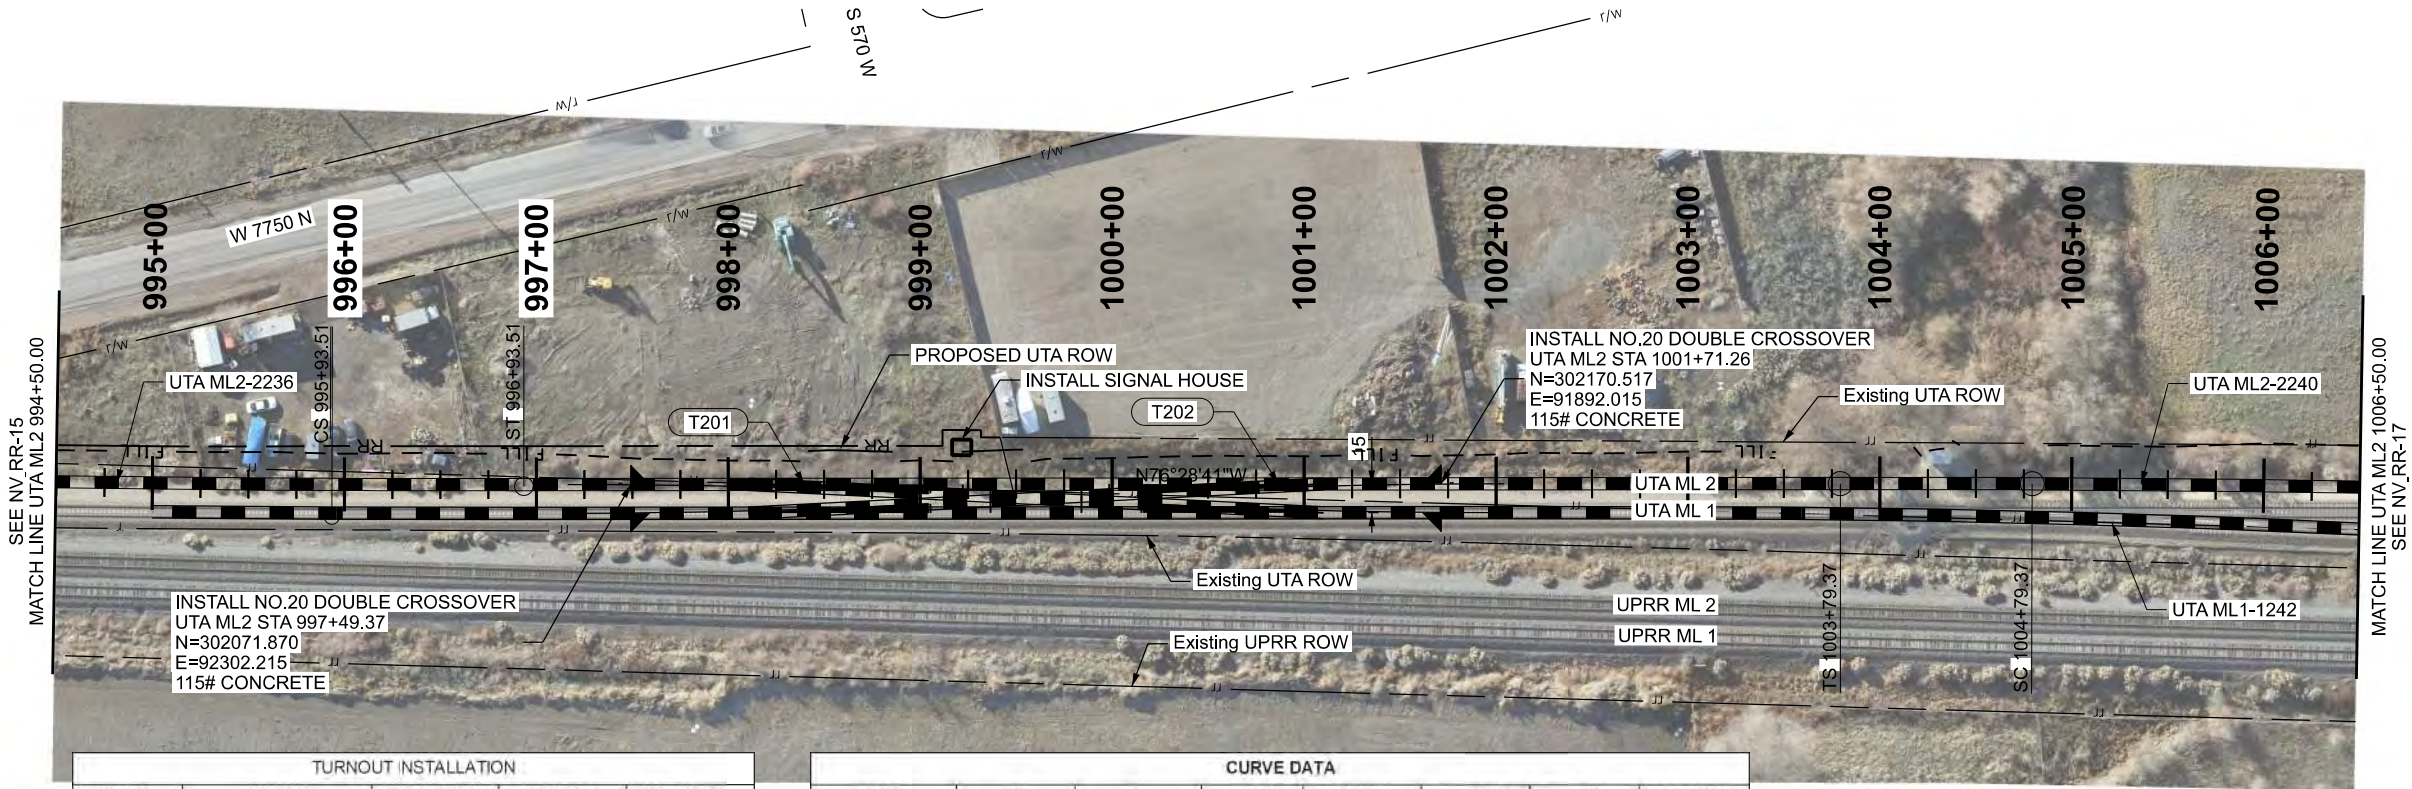 S 570 W
r/w
r/w
r/w
r/w
r/w
W 7750 N
995+00
996+00
997+00
998+00
999+00
1000+00
1001+00
1002+00
1003+00
1004+00
1005+00
1006+00
SEE NV_RR-15
MATCH LINE UTA ML2 994+50.00
UTA ML2-2236
CS 995+93.51
ST 996+93.51
T201
PROPOSED UTA ROW
INSTALL SIGNAL HOUSE
T202
15
INSTALL NO.20 DOUBLE CROSSOVER
UTA ML2 STA 1001+71.26
N=302170.517
E=91892.015
115# CONCRETE
Existing UTA ROW
UTA ML2-2240
MATCH LINE UTA ML2 1006+50.00
SEE NV_RR-17
FILL
RR
FILL
RR
FILL
FILL
N76°28'41"W
UTA ML 2
UTA ML 1
Existing UTA ROW
INSTALL NO.20 DOUBLE CROSSOVER
UTA ML2 STA 997+49.37
N=302071.870
E=92302.215
115# CONCRETE
Existing UPRR ROW
UPRR ML 2
UPRR ML 1
TS 1003+79.37
SC 1004+79.37
UTA ML1-1242
TURNOUT INSTALLATION
CURVE DATA